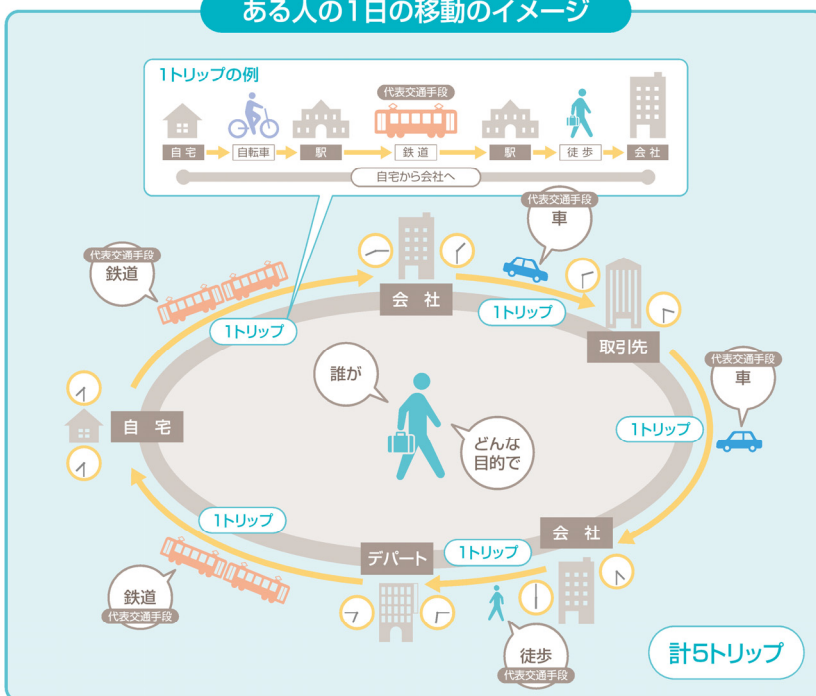 ある人の1日の移動のイメージ
1トリップの例
代表交通手段
自宅
自転車
駅
鉄道
駅
徒歩
会社
自宅から会社へ
代表交通手段
車
代表交通手段
鉄道
会社
1トリップ
1トリップ
取引先
代表交通手段
車
誰が
自宅
どんな
目的で
1トリップ
1トリップ
会社
デパート
1トリップ
鉄道
代表交通手段
徒歩
代表交通手段
計5トリップ